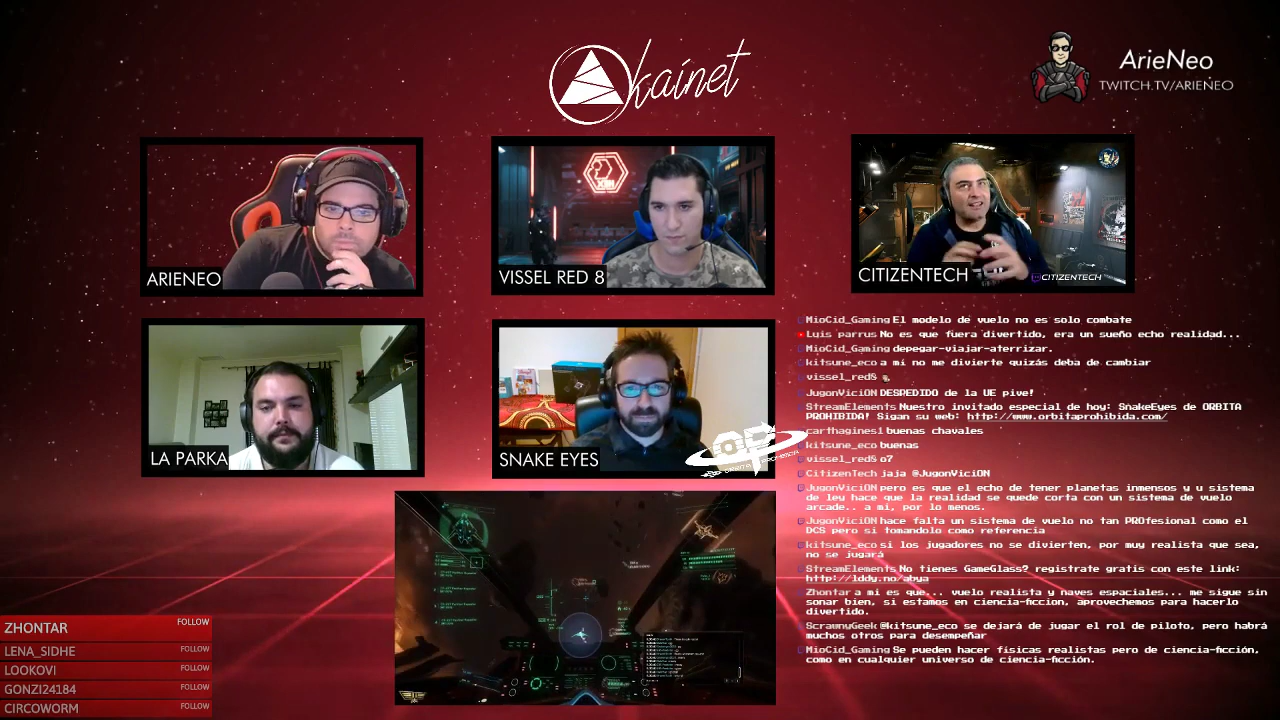 kainet
ArieNeo
TWITCH.TV/ARIENEO
ARIENEO
VISSEL RED 8
CITIZENTECH
CITIZENTECH
LA PARKA
SNAKE EYES
OP
MioCid_Gaming El modelo de vuelo no es solo combate
Luis parrus No es que fuera divertido, era un sueño echo realidad...
MioCid_Gaming depegar-viajar-aterrizar.
kitsune_eco a mí no me divierte quizás deba de cambiar
vissel_red8
JugonViciON DESPEDIDO de la UE pive!
StreamElements Nuestro invitado especial de hoy: SnakeEyes de ORBITA
PROHIBIDA! Sigan su web: http://www.orbitaprohibida.com/
carthagines1 buenas chavales
kitsune_eco buenas
vissel_red8 o7
CitizenTech jaja @JugonViciON
JugonViciON pero es que el echo de tener planetas inmensos y u sistema
de ley hace que la realidad se quede corta con un sistema de vuelo
arcade.. a mi, por lo menos.
JugonViciON hace falta un sistema de vuelo no tan PROfesional como el
DCS pero si tomandolo como referencia
kitsune_eco si los jugadores no se divierten, por muy realista que sea,
no se jugará
StreamElements No tienes GameGlass? registrate gratis con este link:
http://lddy.no/abya
Zhontar a mi es que... vuelo realista y naves espaciales... me sigue sin
sonar bien, si estamos en ciencia-ficcion, aprovechemos para hacerlo
divertido.
ScrawnyGeek @kitsune_eco se dejará de jugar el rol de piloto, pero habrá
muchos otros para desempeñar
MioCid_Gaming Se pueden hacer físicas realistas pero de ciencia-ficción,
como en cualquier universo de ciencia-ficción.
ZHONTAR FOLLOW
LENA_SIDHE FOLLOW
LOOKOVI FOLLOW
GONZI24184 FOLLOW
CIRCOWORM FOLLOW